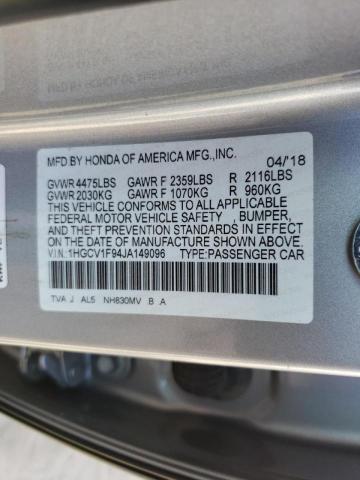 MFD BY HONDA OF AMERICA MFG.,INC. 04/'18
GVWR 4475LBS GAWR F 2359LBS R 2116LBS
GVWR 2030KG GAWR F 1070KG R 960KG
THIS VEHICLE CONFORMS TO ALL APPLICABLE
FEDERAL MOTOR VEHICLE SAFETY , BUMPER,
AND THEFT PREVENTION STANDARDS IN EFFECT
ON THE DATE OF MANUFACTURE SHOWN ABOVE.
V.I.N.:1HGCV1F94JA149096 TYPE:PASSENGER CAR
TVA J AL5 NH830MV B .A